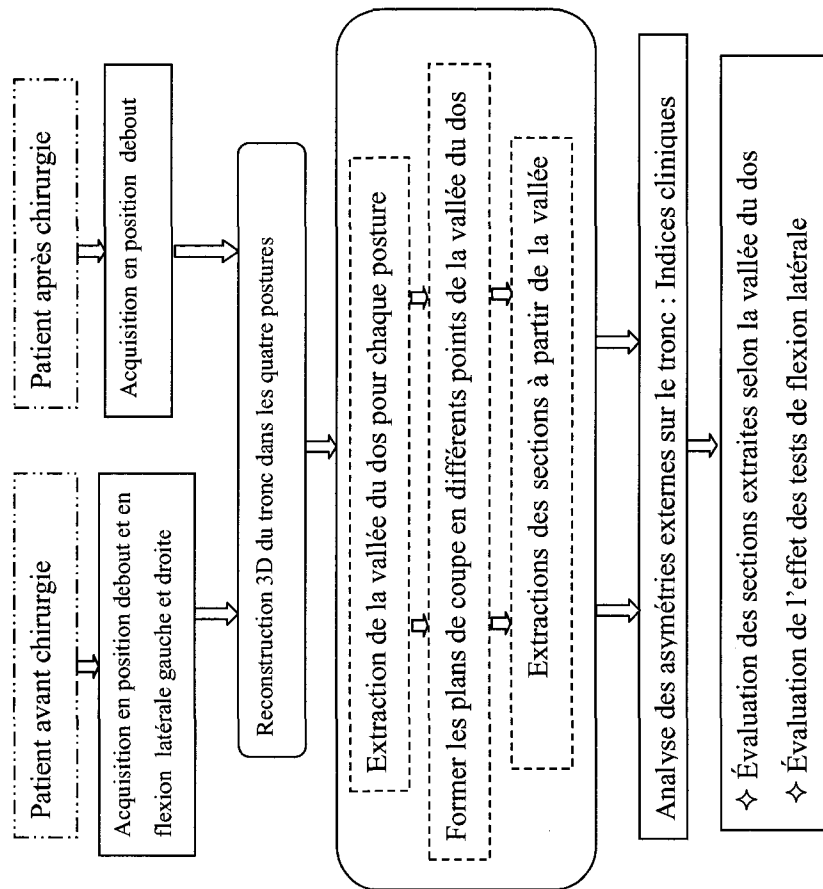 Patient avant chirurgie
Patient après chirurgie
Acquisition en position debout et en
flexion latérale gauche et droite
Acquisition en position debout
Reconstruction 3D du tronc dans les quatre postures
Extraction de la vallée du dos pour chaque posture
Former les plans de coupe en différents points de la vallée du dos
Extractions des sections à partir de la vallée
Analyse des asymétries externes sur le tronc : Indices cliniques
✧ Évaluation des sections extraites selon la vallée du dos
✧ Évaluation de l'effet des tests de flexion latérale